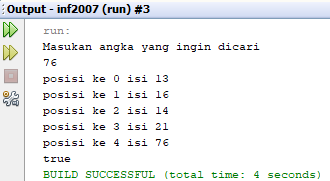 Output - inf2007 (run) #3
run:
Masukan angka yang ingin dicari
76
posisi ke 0 isi 13
posisi ke 1 isi 16
posisi ke 2 isi 14
posisi ke 3 isi 21
posisi ke 4 isi 76
true
BUILD SUCCESSFUL (total time: 4 seconds)